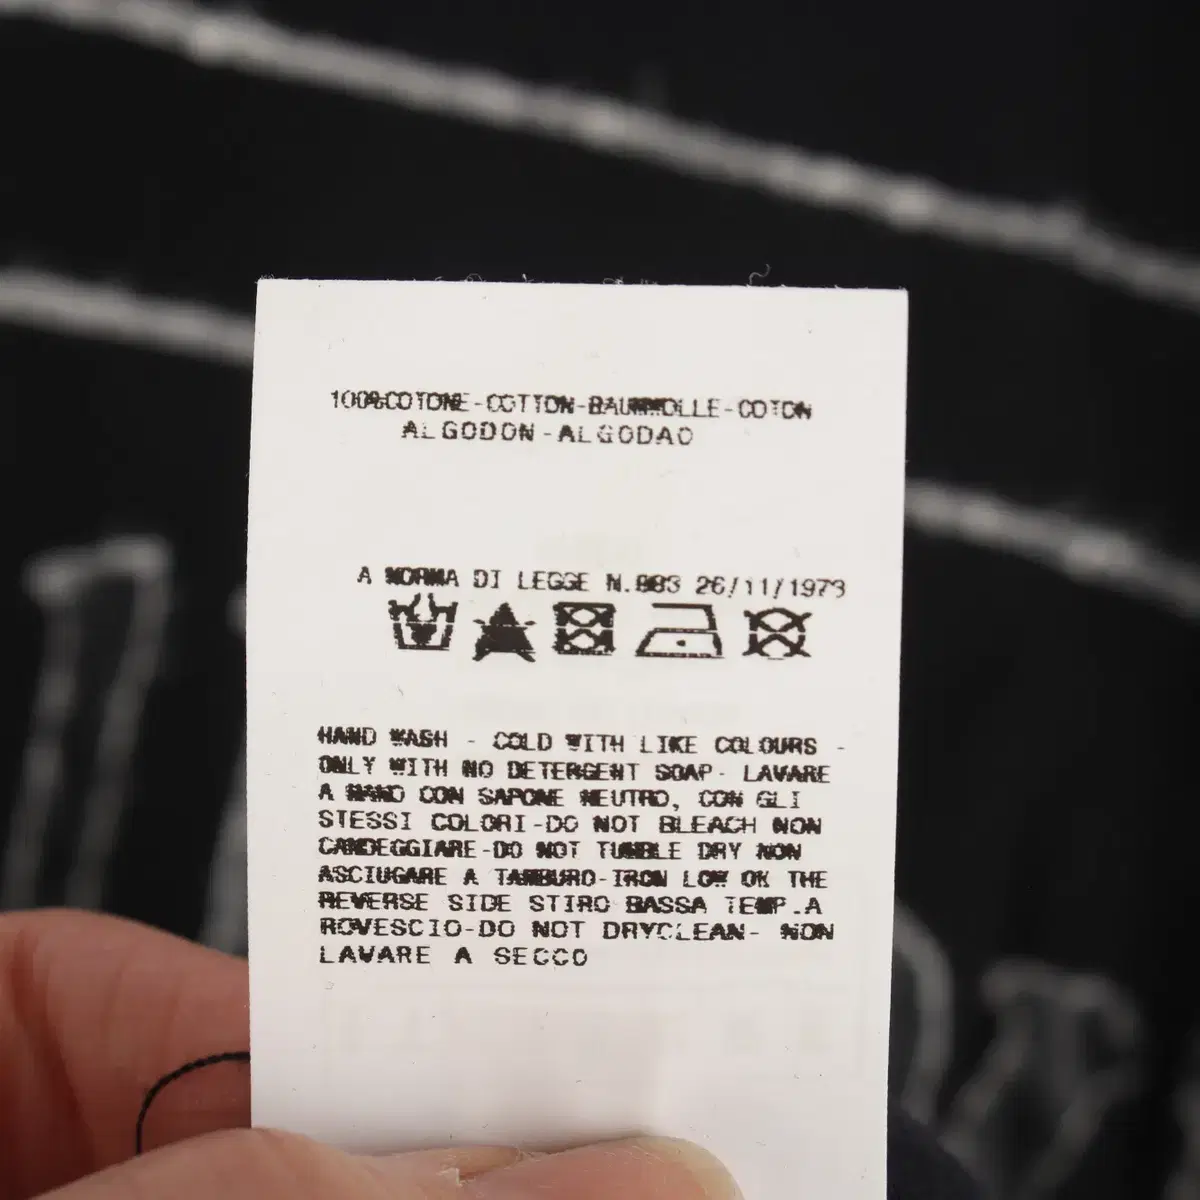 100%COTONE-COTTON-BAUMWOLLE-COTON
ALGODON-ALGODAO
A NORMA DI LEGGE N.883 26/11/1973
HAND WASH - COLD WITH LIKE COLOURS -
ONLY WITH NO DETERGENT SOAP- LAVARE
A MANO CON SAPONE NEUTRO, CON GLI
STESSI COLORI-DO NOT BLEACH NON
CANDEGGIARE-DO NOT TUMBLE DRY NON
ASCIUGARE A TAMBURO-IRON LOW OK THE
REVERSE SIDE STIRO BASSA TEMP.A
ROVESCIO-DO NOT DRYCLEAN- NON
LAVARE A SECCO